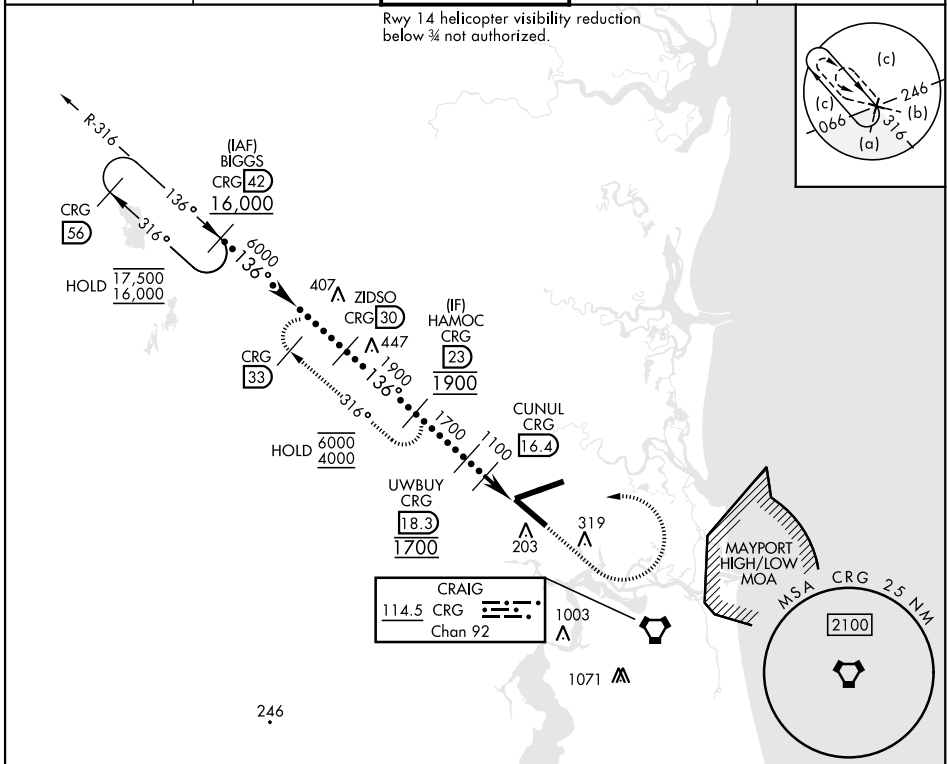 Rwy 14 helicopter visibility reduction
below ¾ not authorized.
(c)
(c)
246
066
(b)
316
(a)
R-316
(IAF)
BIGGS
CRG 42
16,000
136°
316°
CRG
56
HOLD 17,500
16,000
6000
136°
407
ZIDSO
CRG 30
447
(IF)
HAMOC
CRG
23
1900
1900
136°
CRG
33
316°
HOLD 6000
4000
1700
1100
CUNUL
CRG
16.4
UWBUY
CRG
18.3
1700
203
319
MAYPORT
HIGH/LOW
MOA
CRAIG
114.5 CRG
Chan 92
1003
1071
MSA CRG 25 NM
2100
246